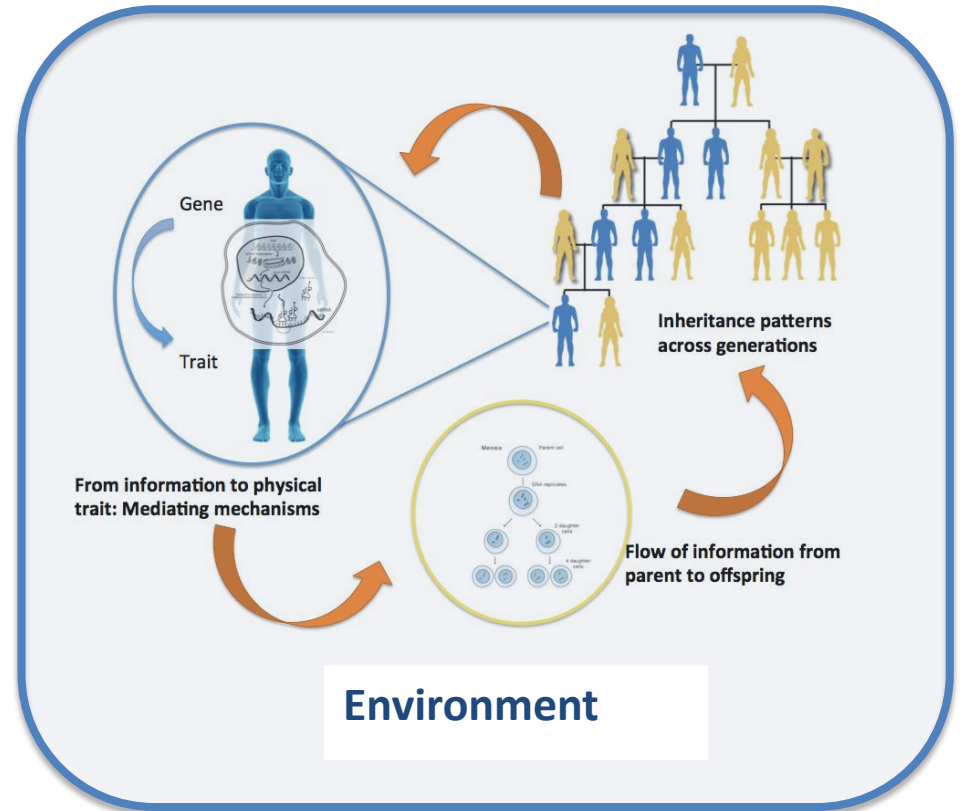 Gene
Trait
mRNA
Inheritance patterns
across generations
From information to physical
trait: Mediating mechanisms
Meiosis
Parent cell
DNA replicates
2 daughter
cells
4 daughter
cells
Flow of information from
parent to offspring
Environment